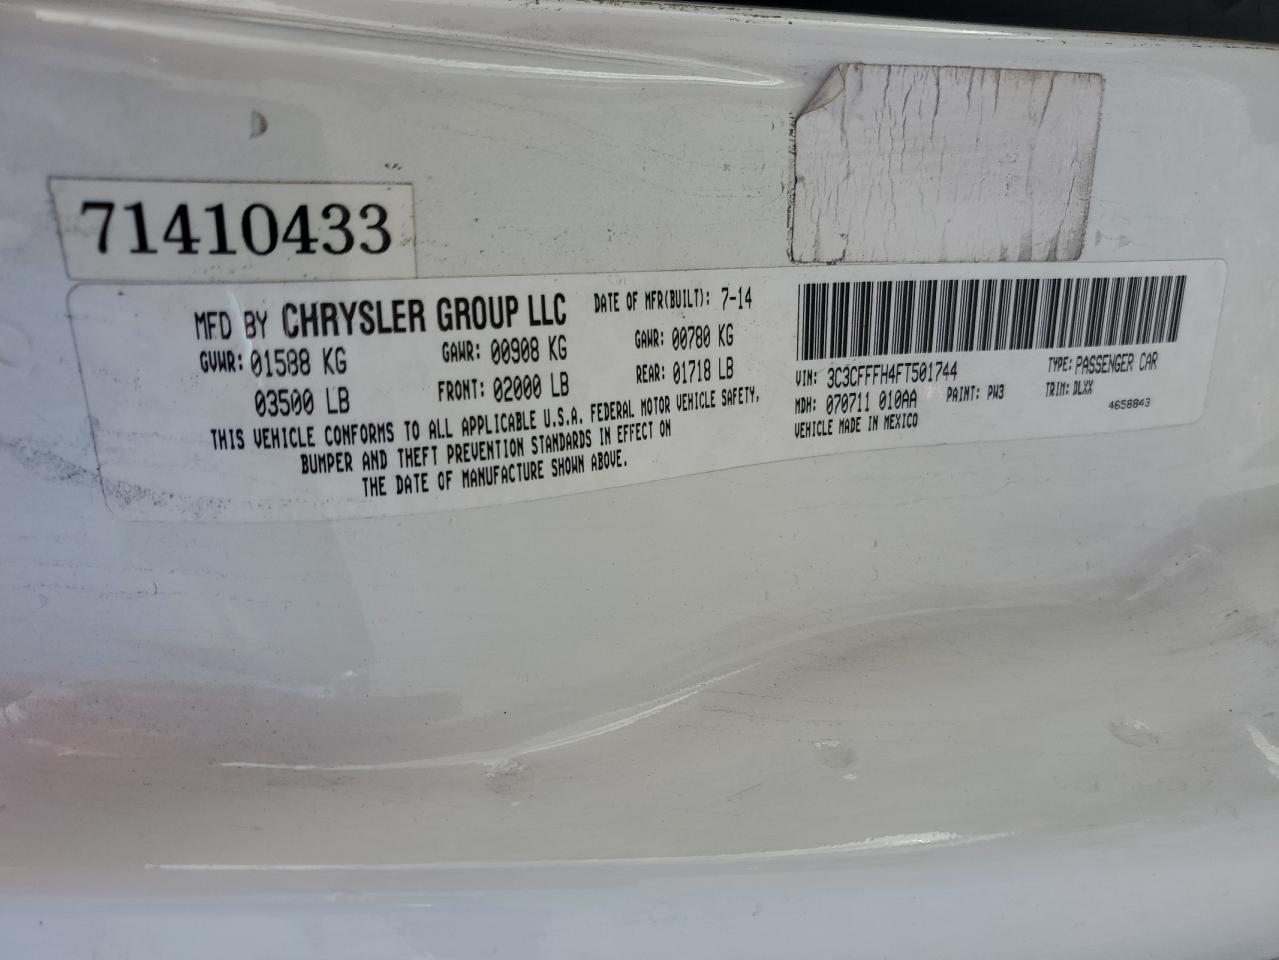 71410433
MFD BY CHRYSLER GROUP LLC DATE OF MFR(BUILT): 7-14
GVWR: 01588 KG GAWR: 00908 KG GAWR: 00780 KG
03500 LB FRONT: 02000 LB REAR: 01718 LB
THIS VEHICLE CONFORMS TO ALL APPLICABLE U.S.A. FEDERAL MOTOR VEHICLE SAFETY,
BUMPER AND THEFT PREVENTION STANDARDS IN EFFECT ON
THE DATE OF MANUFACTURE SHOWN ABOVE.
VIN: 3C3CFFFH4FT501744 TYPE: PASSENGER CAR
MDH: 070711 010AA PAINT: PW3 TRIM: DLXX
VEHICLE MADE IN MEXICO 4658843